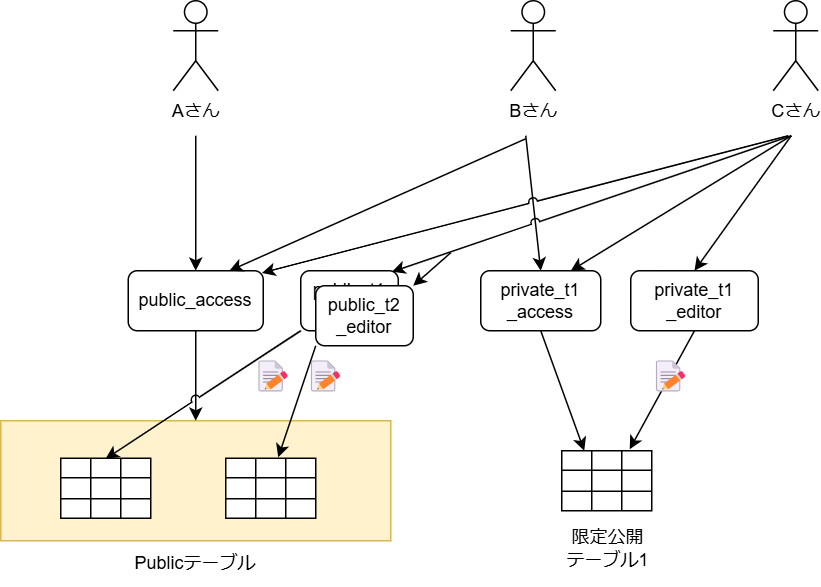 Aさん
Bさん
Cさん
public_access
public_t2
_editor
private_t1
_access
private_t1
_editor
Publicテーブル
限定公開
テーブル1